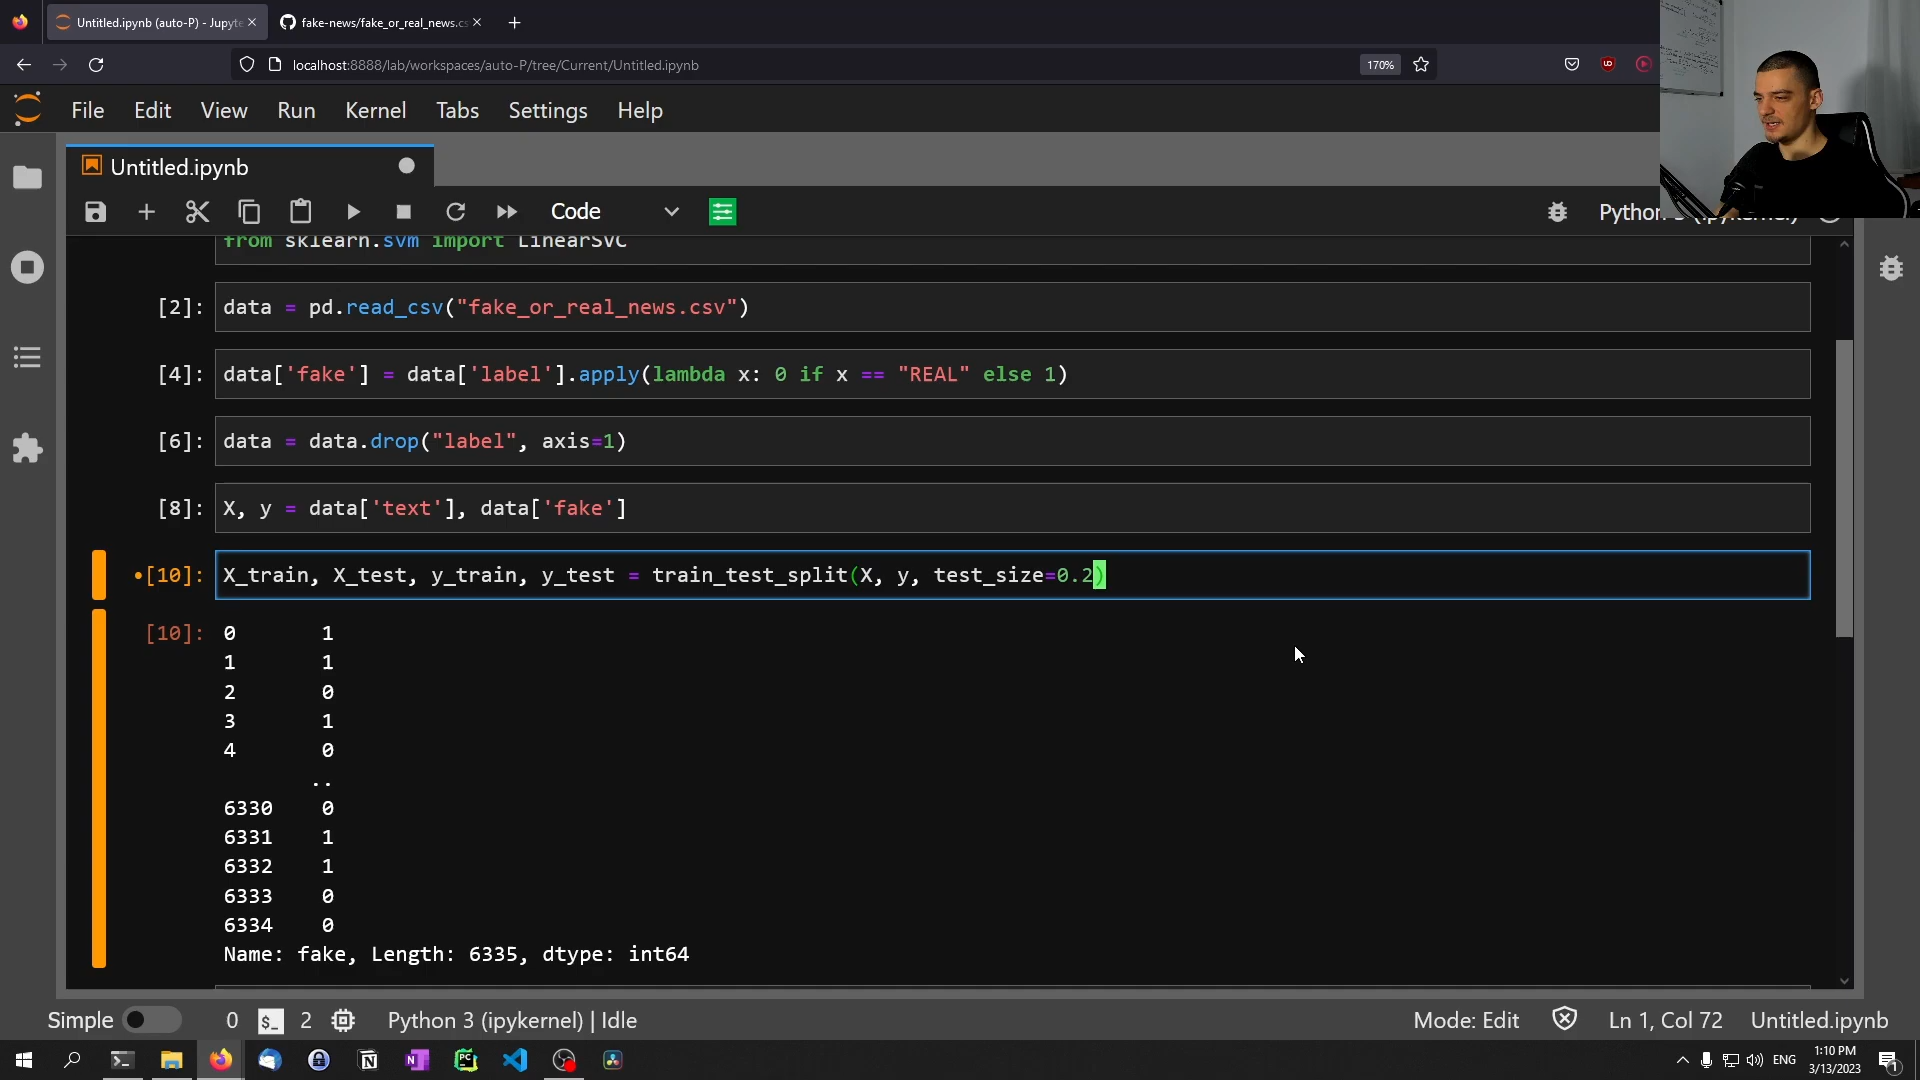 Untitled.ipynb (auto-P) - Jupyte
fake-news/fake_or_real_news.cs
localhost:8888/lab/workspaces/auto-P/tree/Current/Untitled.ipynb
170%
File Edit View Run Kernel Tabs Settings Help
Untitled.ipynb
Code
from sklearn.svm import LinearSVC
[2]: data = pd.read_csv("fake_or_real_news.csv")
[4]: data['fake'] = data['label'].apply(lambda x: 0 if x == "REAL" else 1)
[6]: data = data.drop("label", axis=1)
[8]: X, y = data['text'], data['fake']
•[10]: X_train, X_test, y_train, y_test = train_test_split(X, y, test_size=0.2)
[10]: 0 1
1 1
2 0
3 1
4 0
..
6330 0
6331 1
6332 1
6333 0
6334 0
Name: fake, Length: 6335, dtype: int64
Simple 0 $_ 2 Python 3 (ipykernel) | Idle Mode: Edit Ln 1, Col 72 Untitled.ipynb
ENG
1:10 PM
3/13/2023
1